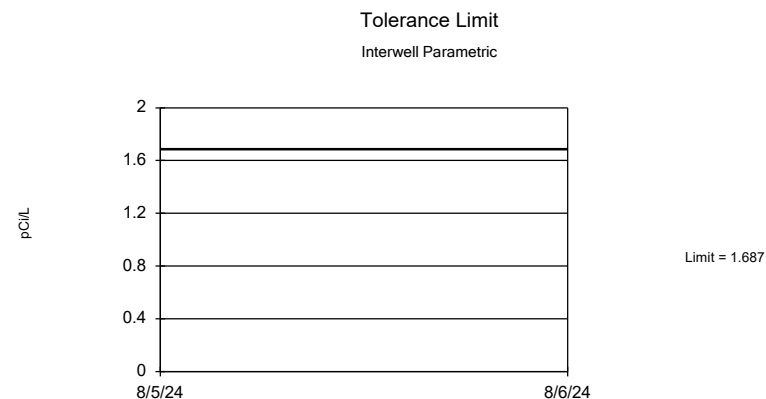 Tolerance Limit
Interwell Parametric
2
1.6
1.2
0.8
0.4
0
pCi/L
8/5/24
8/6/24
Limit = 1.687